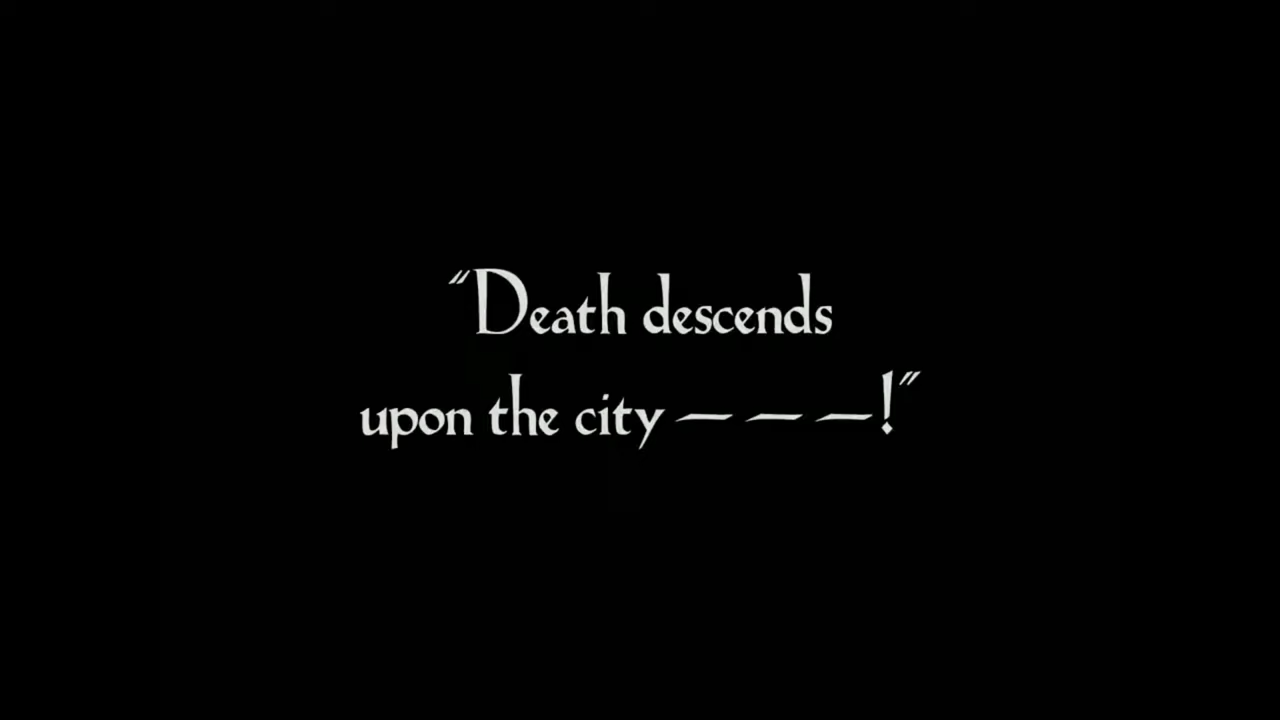 "Death descends
upon the city — — —!"